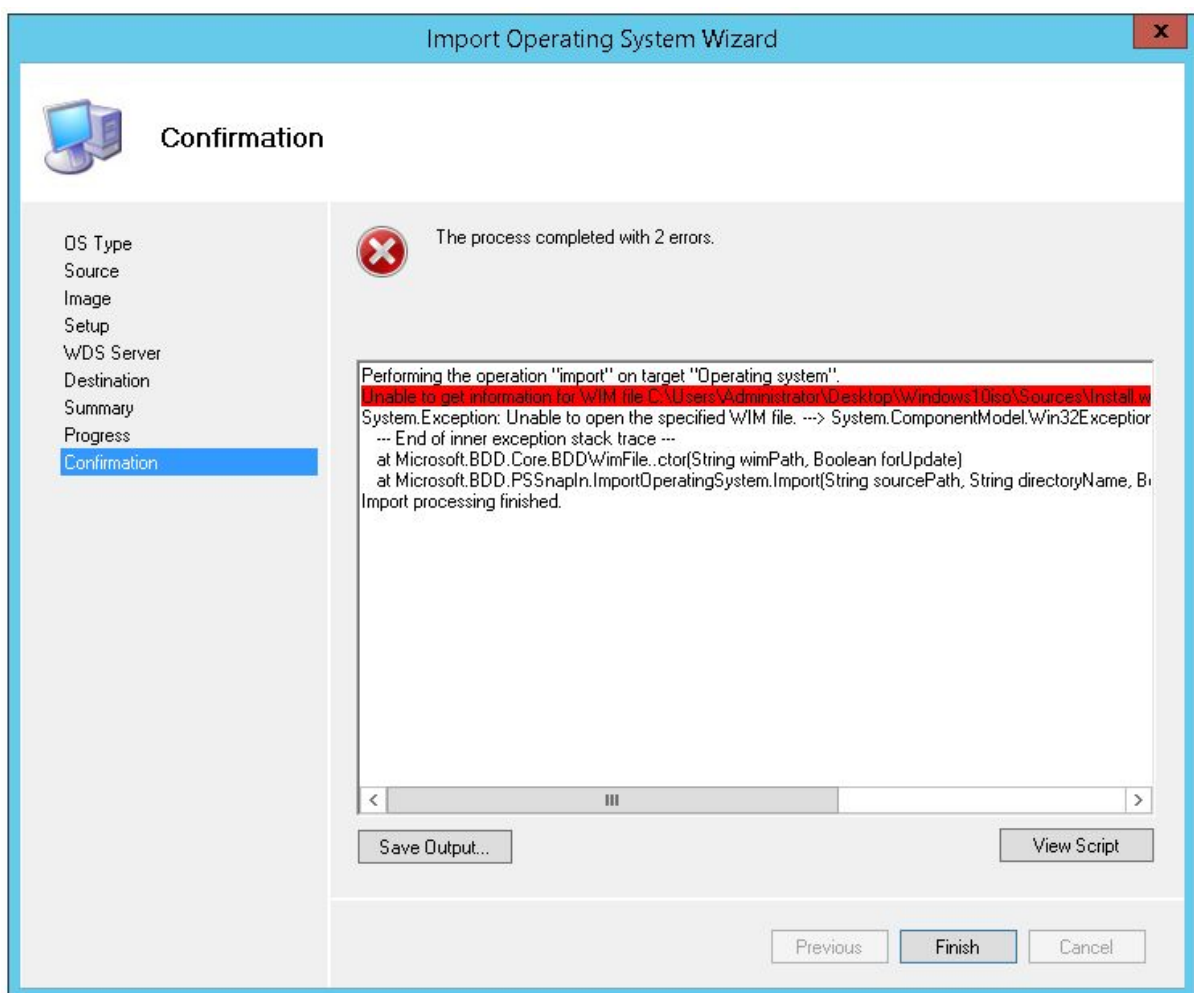 Import Operating System Wizard
x
Confirmation
OS Type
Source
Image
Setup
WDS Server
Destination
Summary
Progress
Confirmation
The process completed with 2 errors.
Performing the operation "import" on target "Operating system".
Unable to get information for WIM file C:\Users\Administrator\Desktop\Windows10iso\Sources\Install.w
System.Exception: Unable to open the specified WIM file. ---> System.ComponentModel.Win32Exception
--- End of inner exception stack trace ---
at Microsoft.BDD.Core.BDDWimFile..ctor(String wimPath, Boolean forUpdate)
at Microsoft.BDD.PSSnapIn.ImportOperatingSystem.Import(String sourcePath, String directoryName, B
Import processing finished.
Save Output...
View Script
Previous
Finish
Cancel